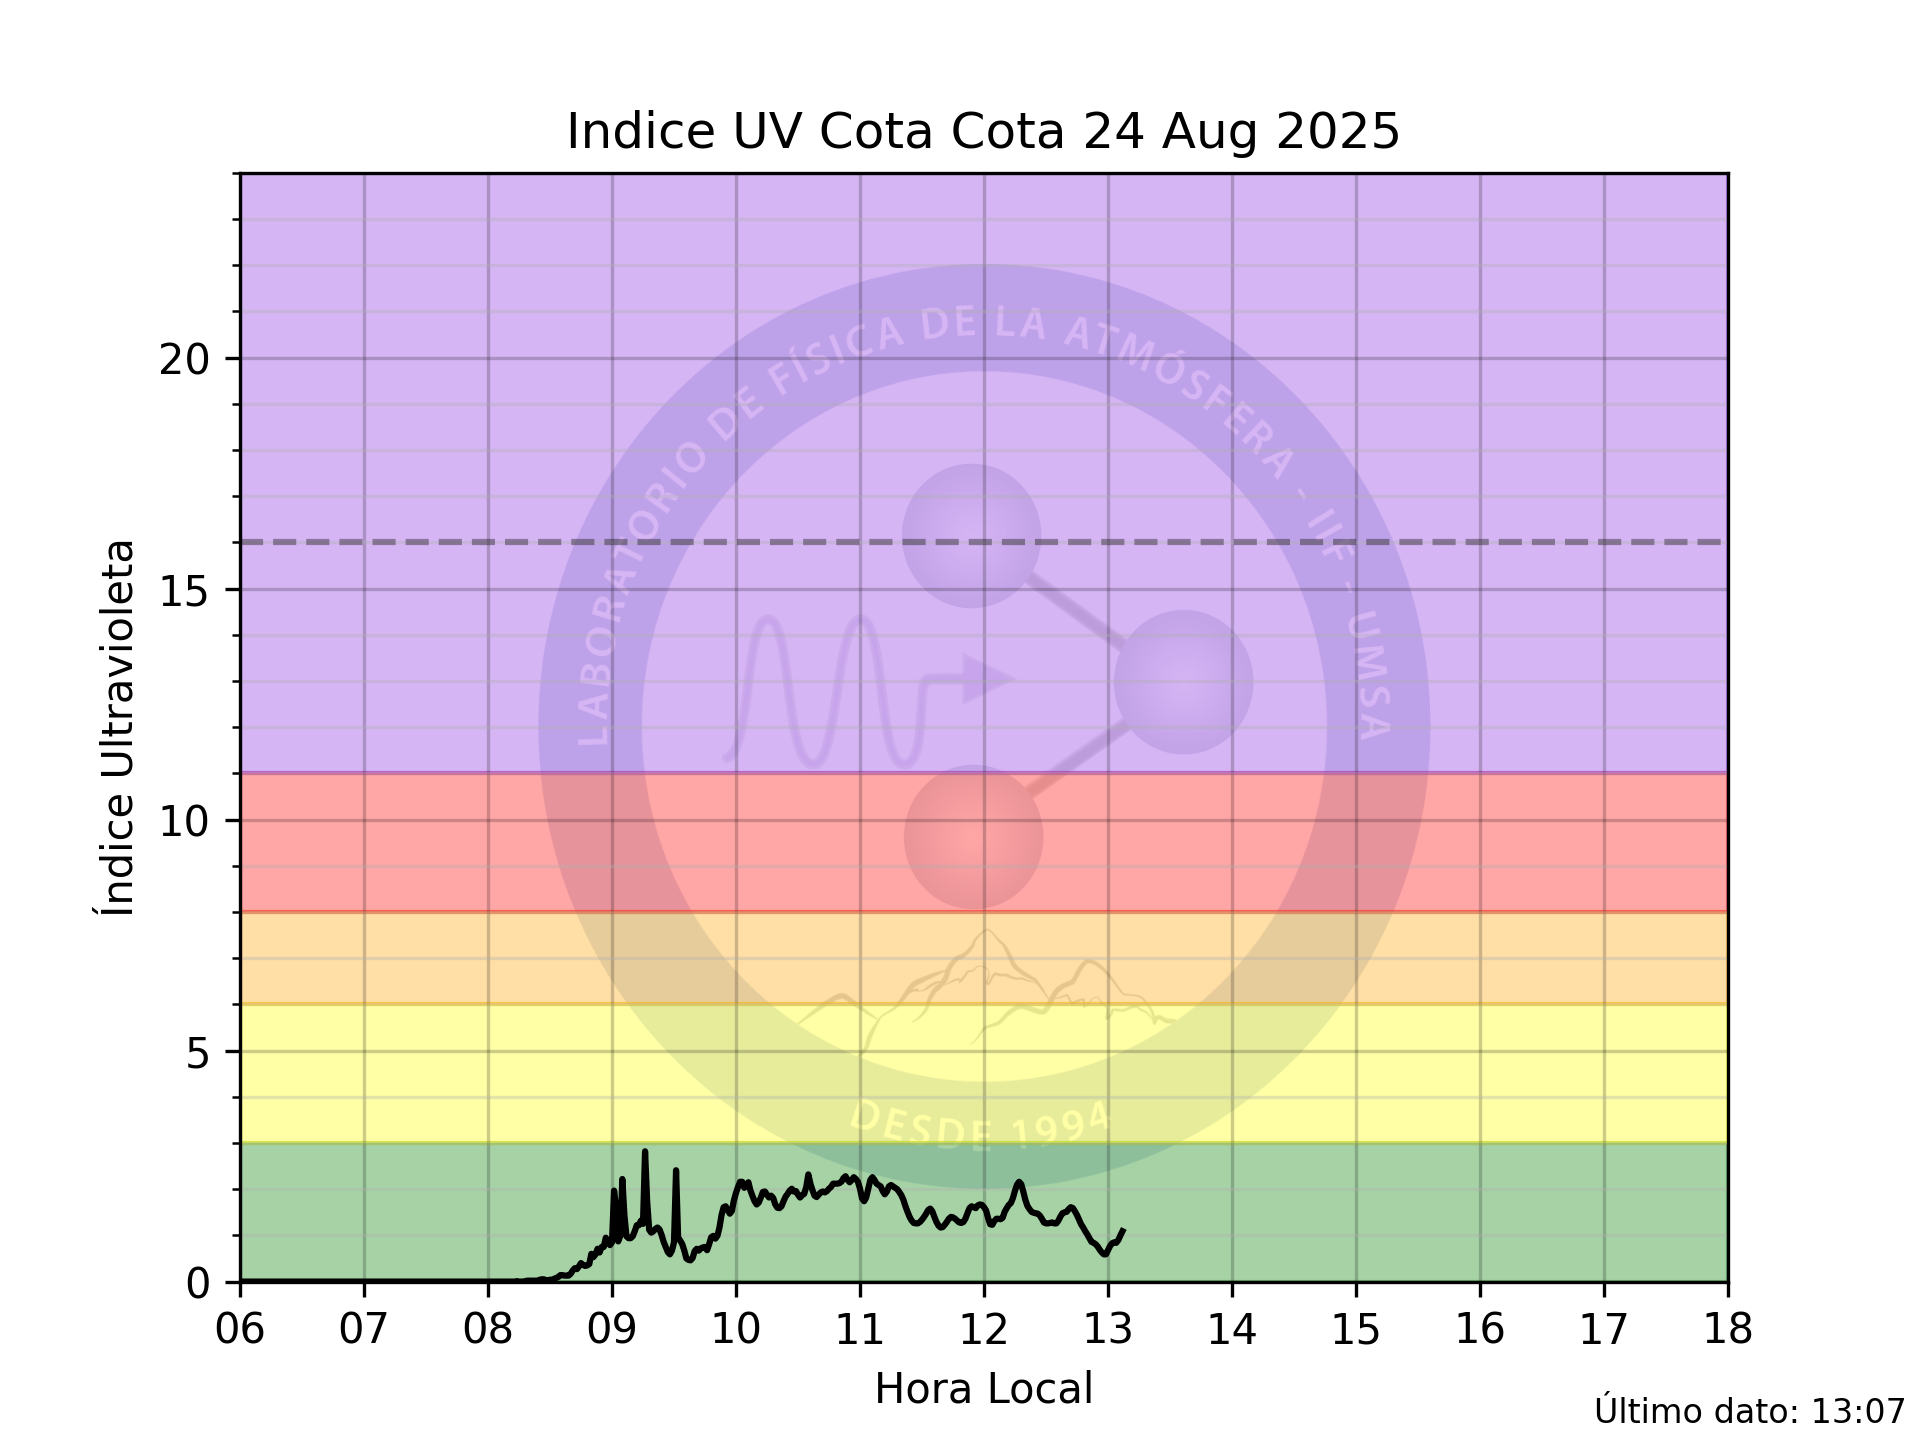 Indice UV Cota Cota 24 Aug 2025
LABORATORIO DE FÍSICA DE LA ATMÓSFERA - IIF - UMSA
DESDE 1994
Índice Ultravioleta
20
15
10
5
0
06 07 08 09 10 11 12 13 14 15 16 17 18
Hora Local
Último dato: 13:07